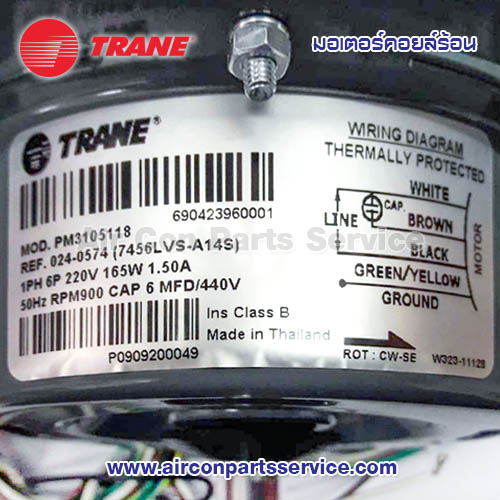 TRANE
มอเตอร์คอยล์ร้อน
TRANE®
690423960001
MOD. PM3105118
REF. 024-0574 (7456LVS-A14S)
1PH 6P 220V 165W 1.50A
50Hz RPM900 CAP 6 MFD/440V
Ins Class B
Made in Thailand
P0909200049
WIRING DIAGRAM
THERMALLY PROTECTED
WHITE
CAP.
BROWN
LINE
BLACK
MOTOR
GREEN/YELLOW
GROUND
ROT : CW-SE
W323-11128
Air Con Parts Service
www.airconpartsservice.com